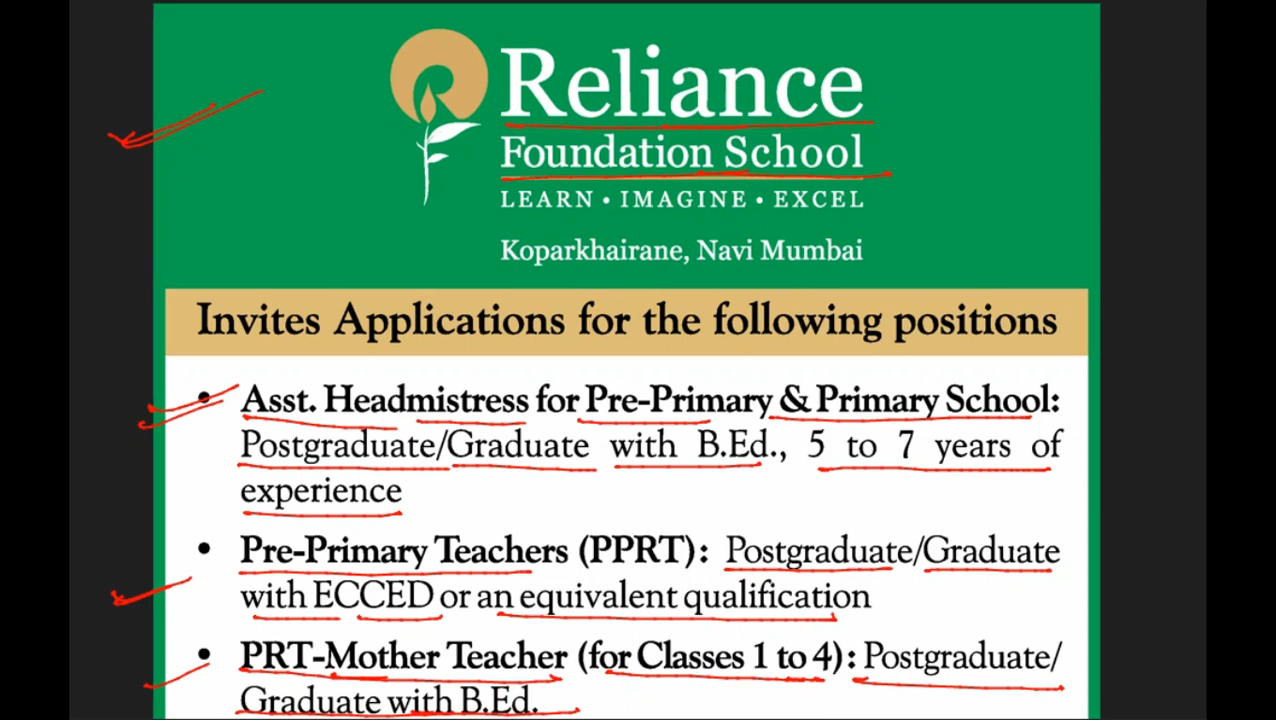 Reliance
Foundation School
LEARN • IMAGINE • EXCEL
Koparkhairane, Navi Mumbai
Invites Applications for the following positions
• Asst. Headmistress for Pre-Primary & Primary School:
Postgraduate/Graduate with B.Ed., 5 to 7 years of
experience
• Pre-Primary Teachers (PPRT): Postgraduate/Graduate
with ECCED or an equivalent qualification
• PRT-Mother Teacher (for Classes 1 to 4): Postgraduate/
Graduate with B.Ed.